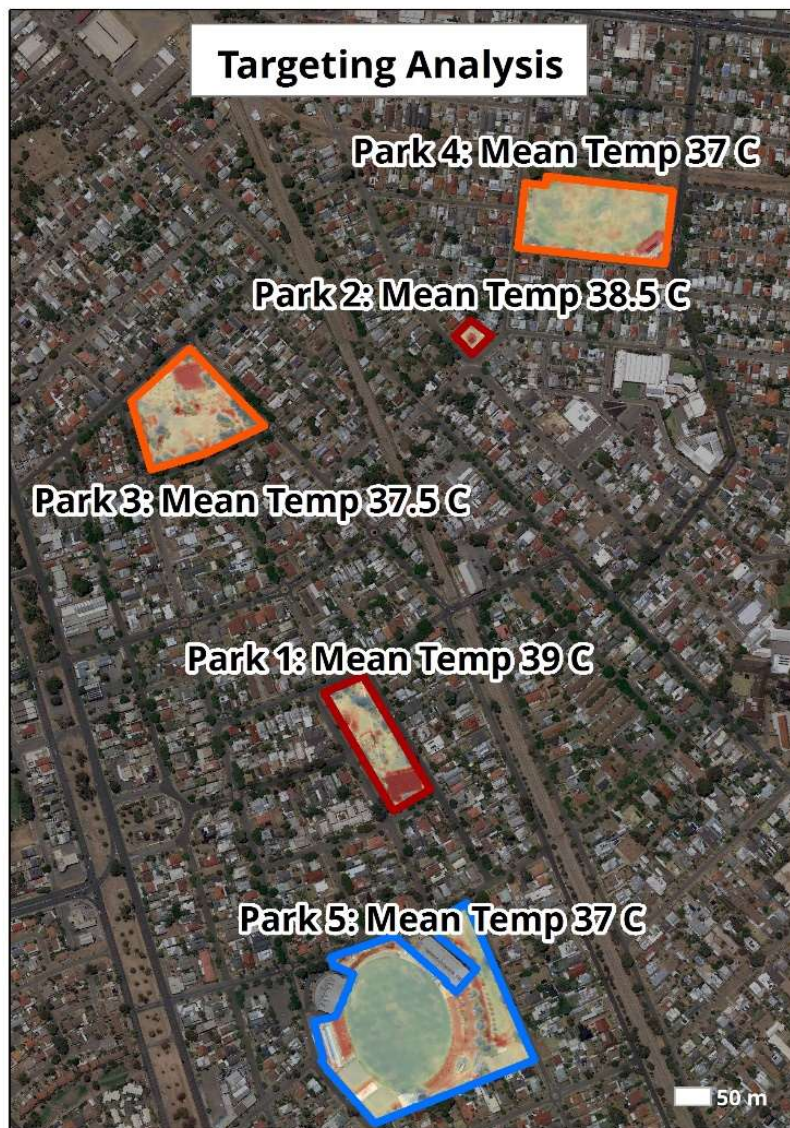 Targeting Analysis
Park 4: Mean Temp 37 C
Park 2: Mean Temp 38.5 C
Park 3: Mean Temp 37.5 C
Park 1: Mean Temp 39 C
Park 5: Mean Temp 37 C
50 m